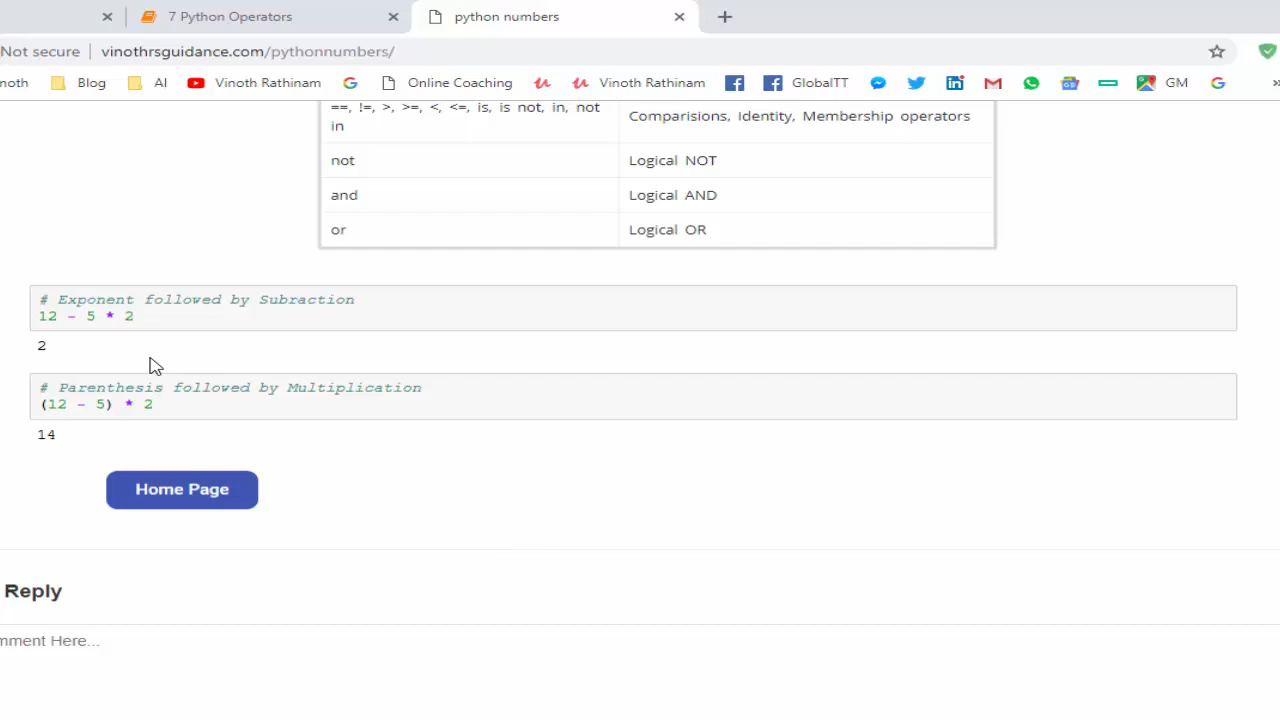 7 Python Operators
python numbers
Not secure
vinothrsguidance.com/pythonnumbers/
noth
Blog
AI
Vinoth Rathinam
Online Coaching
Vinoth Rathinam
GlobalTT
GM
==, !=, >, >=, <, <=, is, is not, in, not
in
Comparisions, Identity, Membership operators
not
Logical NOT
and
Logical AND
or
Logical OR
# Exponent followed by Subraction
12 - 5 * 2
2
# Parenthesis followed by Multiplication
(12 - 5) * 2
14
Home Page
Reply
mment Here...